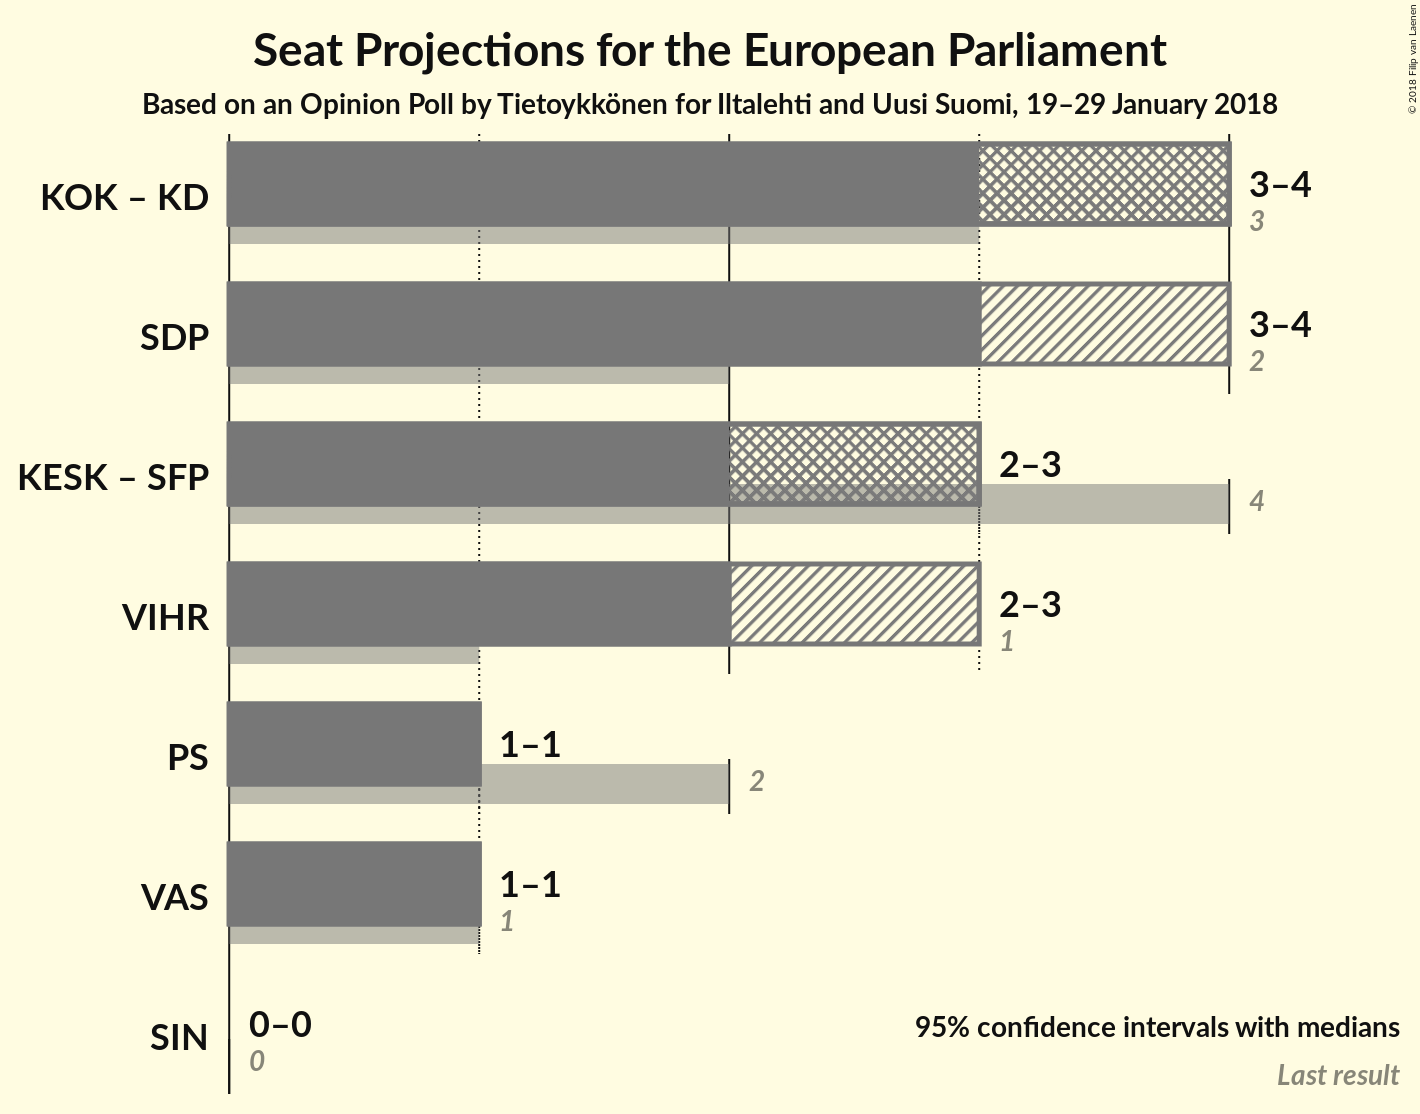 Seat Projections for the European Parliament
Based on an Opinion Poll by Tietoykkönen for Iltalehti and Uusi Suomi, 19–29 January 2018
© 2018 Filip van Laenen
KOK – KD
3–4
3
SDP
3–4
2
KESK – SFP
2–3
4
VIHR
2–3
1
PS
1–1
2
VAS
1–1
1
SIN
0–0
0
95% confidence intervals with medians
Last result